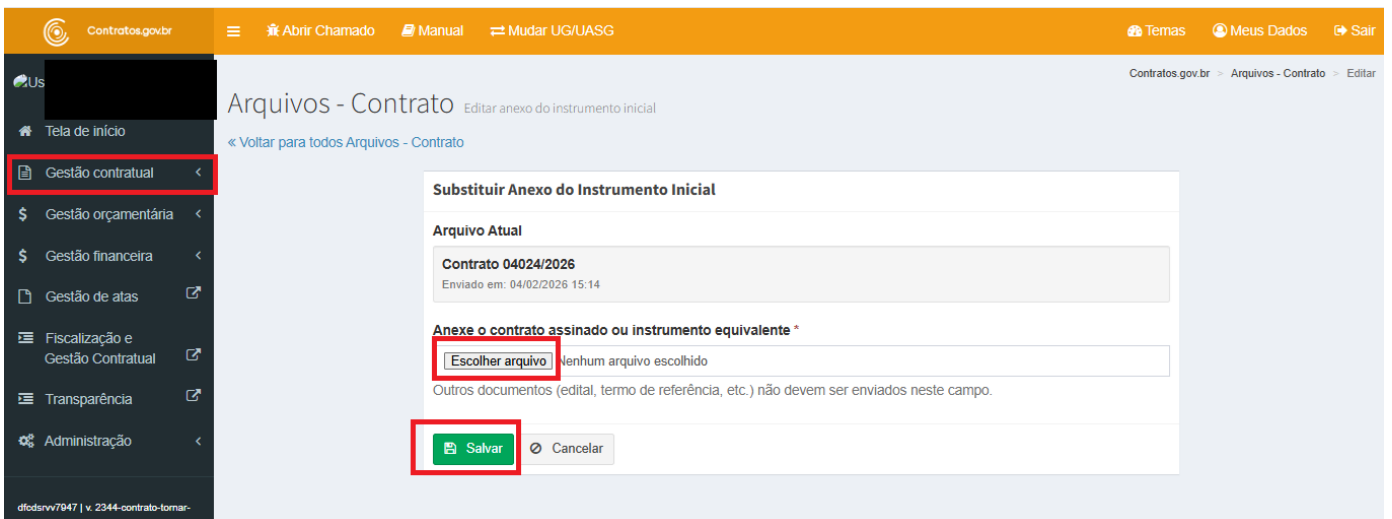 Contratos.gov.br
Abrir Chamado
Manual
Mudar UG/UASG
Temas
Meus Dados
Sair
Us
Tela de início
Gestão contratual
Gestão orçamentária
Gestão financeira
Gestão de atas
Fiscalização e
Gestão Contratual
Transparência
Administração
dfcdsrvv7947 | v. 2344-contrato-tornar-
Contratos.gov.br > Arquivos - Contrato > Editar
Arquivos - Contrato Editar anexo do instrumento inicial
« Voltar para todos Arquivos - Contrato
Substituir Anexo do Instrumento Inicial
Arquivo Atual
Contrato 04024/2026
Enviado em: 04/02/2026 15:14
Anexe o contrato assinado ou instrumento equivalente *
Escolher arquivo Nenhum arquivo escolhido
Outros documentos (edital, termo de referência, etc.) não devem ser enviados neste campo.
Salvar
Cancelar